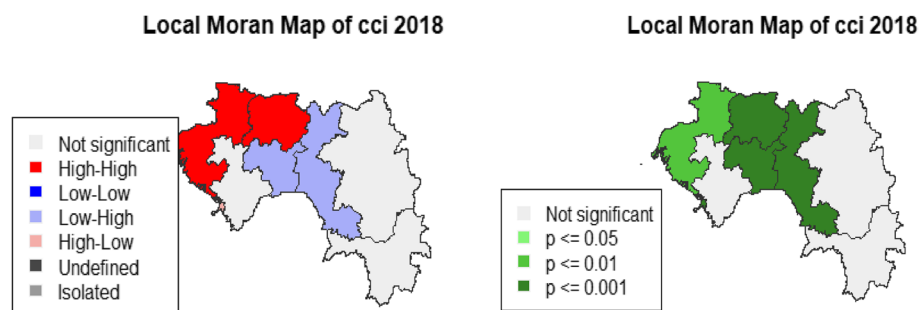 Local Moran Map of cci 2018
Not significant
High-High
Low-Low
Low-High
High-Low
Undefined
Isolated
Local Moran Map of cci 2018
Not significant
p <= 0.05
p <= 0.01
p <= 0.001